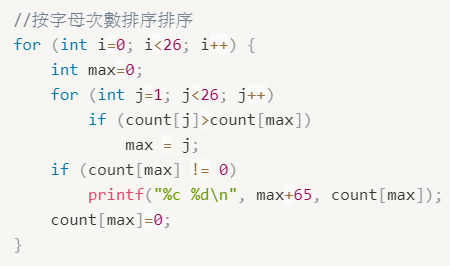 //按字母次數排序排序
for (int i=0; i<26; i++) {
    int max=0;
    for (int j=1; j<26; j++)
        if (count[j]>count[max])
            max = j;
    if (count[max] != 0)
        printf("%c %d\n", max+65, count[max]);
    count[max]=0;
}